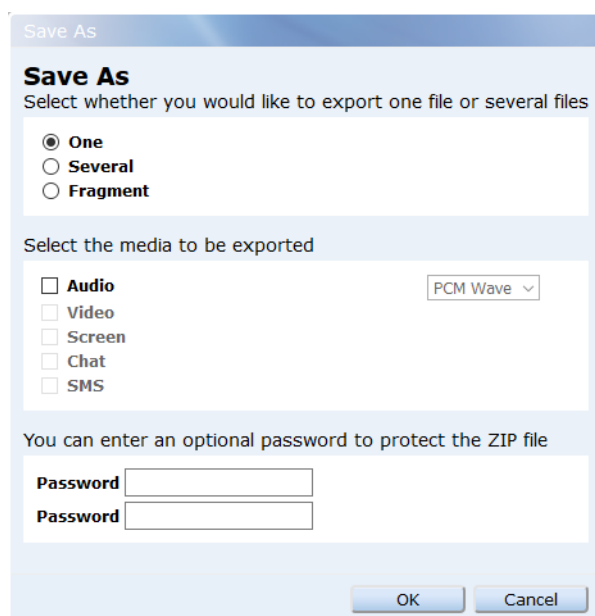 Save As
Save As
Select whether you would like to export one file or several files
One
Several
Fragment
Select the media to be exported
Audio PCM Wave
Video
Screen
Chat
SMS
You can enter an optional password to protect the ZIP file
Password
Password
OK Cancel